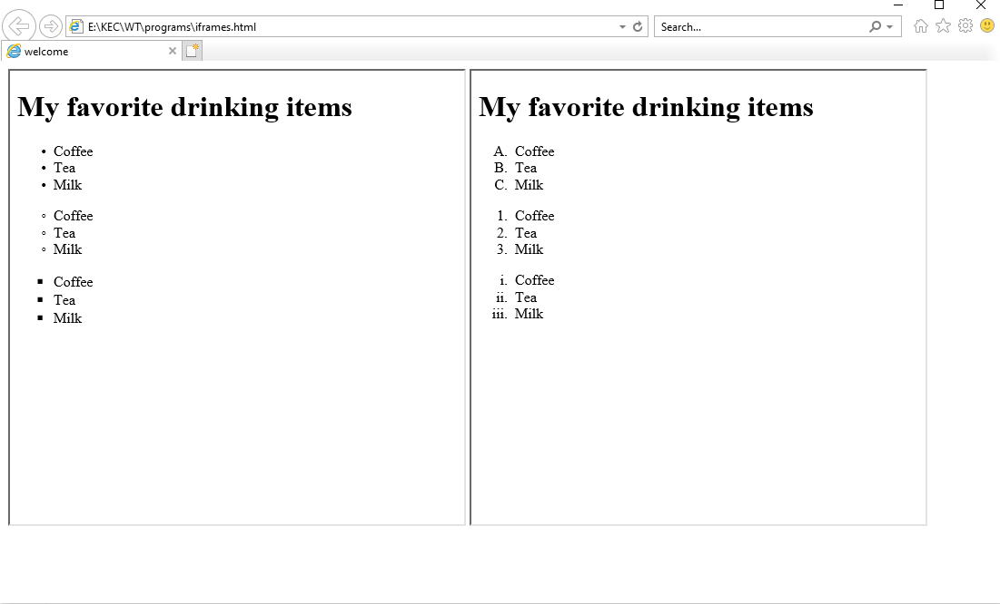 E:\KEC\WT\programs\iframes.html
Search...
welcome
My favorite drinking items
• Coffee
• Tea
• Milk
◦ Coffee
◦ Tea
◦ Milk
▪ Coffee
▪ Tea
▪ Milk
My favorite drinking items
A. Coffee
B. Tea
C. Milk
1. Coffee
2. Tea
3. Milk
i. Coffee
ii. Tea
iii. Milk